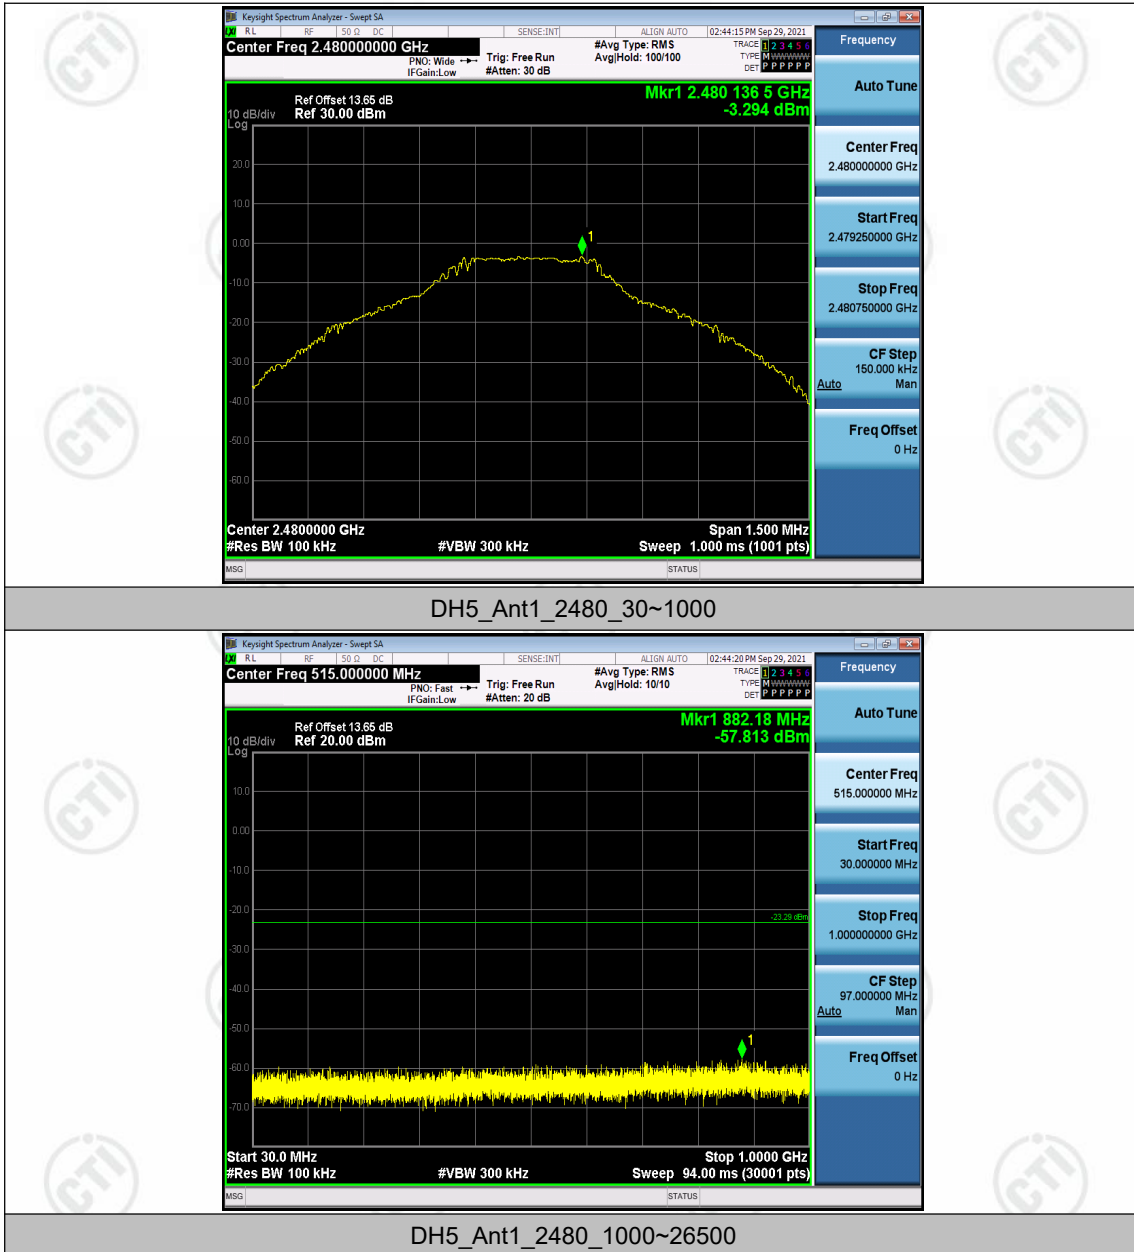 Keysight Spectrum Analyzer - Swept SA
LXI RL RF 50 Ω DC SENSE:INT ALIGN AUTO 02:44:15 PM Sep 29, 2021
Center Freq 2.480000000 GHz
PNO: Wide
IFGain:Low
Trig: Free Run
#Atten: 30 dB
#Avg Type: RMS
Avg|Hold: 100/100
TRACE 1 2 3 4 5 6
TYPE M W W W W W
DET P P P P P P
Frequency
Auto Tune
Center Freq
2.480000000 GHz
Start Freq
2.479250000 GHz
Stop Freq
2.480750000 GHz
CF Step
150.000 kHz
Auto Man
Freq Offset
0 Hz
Mkr1 2.480 136 5 GHz
-3.294 dBm
Ref Offset 13.65 dB
10 dB/div Ref 30.00 dBm
Log
20.0
10.0
0.00
-10.0
-20.0
-30.0
-40.0
-50.0
-60.0
1
Center 2.4800000 GHz Span 1.500 MHz
#Res BW 100 kHz #VBW 300 kHz Sweep 1.000 ms (1001 pts)
MSG STATUS
DH5_Ant1_2480_30~1000
Keysight Spectrum Analyzer - Swept SA
LXI RL RF 50 Ω DC SENSE:INT ALIGN AUTO 02:44:20 PM Sep 29, 2021
Center Freq 515.000000 MHz
PNO: Fast
IFGain:Low
Trig: Free Run
#Atten: 20 dB
#Avg Type: RMS
Avg|Hold: 10/10
TRACE 1 2 3 4 5 6
TYPE M W W W W W
DET P P P P P P
Frequency
Auto Tune
Center Freq
515.000000 MHz
Start Freq
30.000000 MHz
Stop Freq
1.000000000 GHz
CF Step
97.000000 MHz
Auto Man
Freq Offset
0 Hz
Mkr1 882.18 MHz
-57.813 dBm
Ref Offset 13.65 dB
10 dB/div Ref 20.00 dBm
Log
10.0
0.00
-10.0
-20.0
-30.0
-40.0
-50.0
-60.0
-70.0
-23.29 dBm
1
Start 30.0 MHz Stop 1.0000 GHz
#Res BW 100 kHz #VBW 300 kHz Sweep 94.00 ms (30001 pts)
MSG STATUS
DH5_Ant1_2480_1000~26500
CTI
CTI
CTI
CTI
CTI
CTI
CTI
CTI